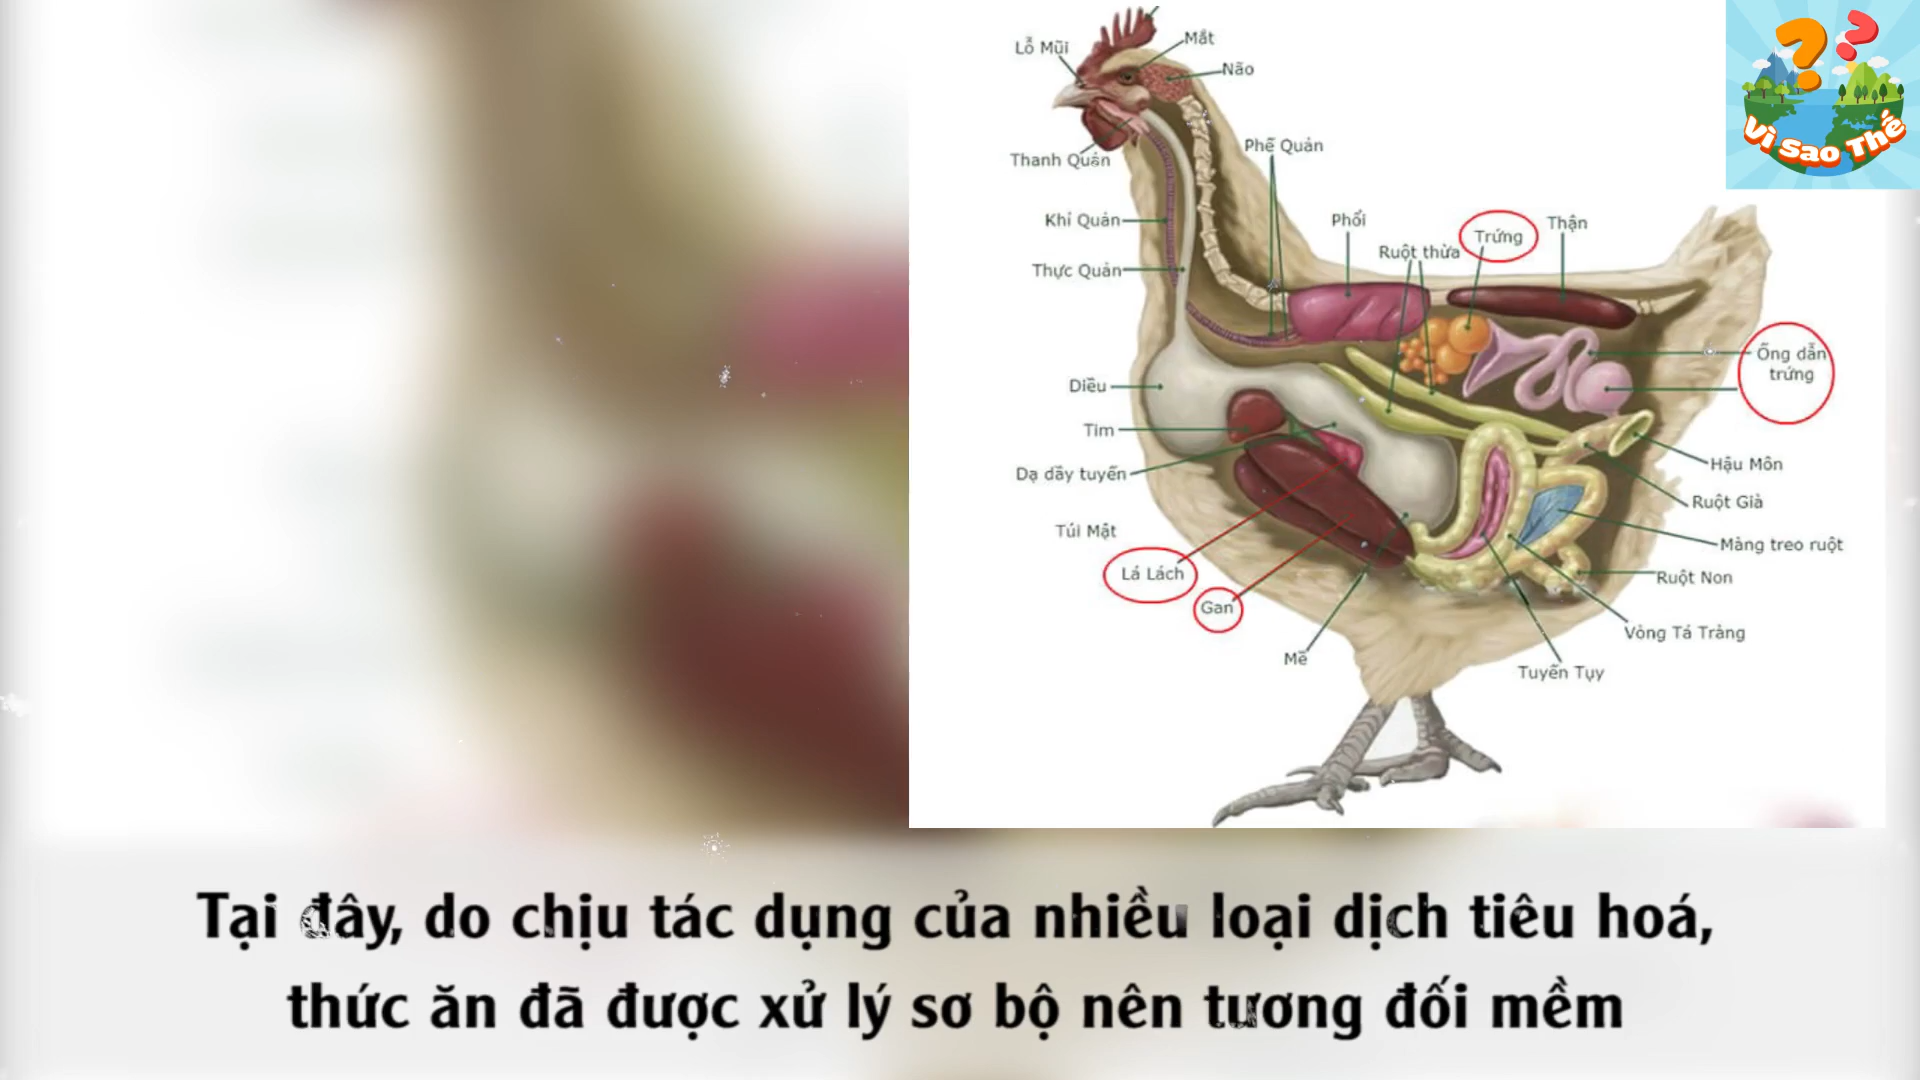 Lỗ Mũi
Mắt
Não
Thanh Quản
Phế Quản
Khí Quản
Phổi
Trứng
Thận
Ruột thừa
Thực Quản
Ống dẫn
trứng
Diều
Tim
Dạ dầy tuyến
Hậu Môn
Ruột Già
Túi Mật
Màng treo ruột
Lá Lách
Ruột Non
Gan
Vòng Tá Tràng
Mề
Tuyến Tụy
Vì Sao Thế
Tại đây, do chịu tác dụng của nhiều loại dịch tiêu hoá,
thức ăn đã được xử lý sơ bộ nên tương đối mềm